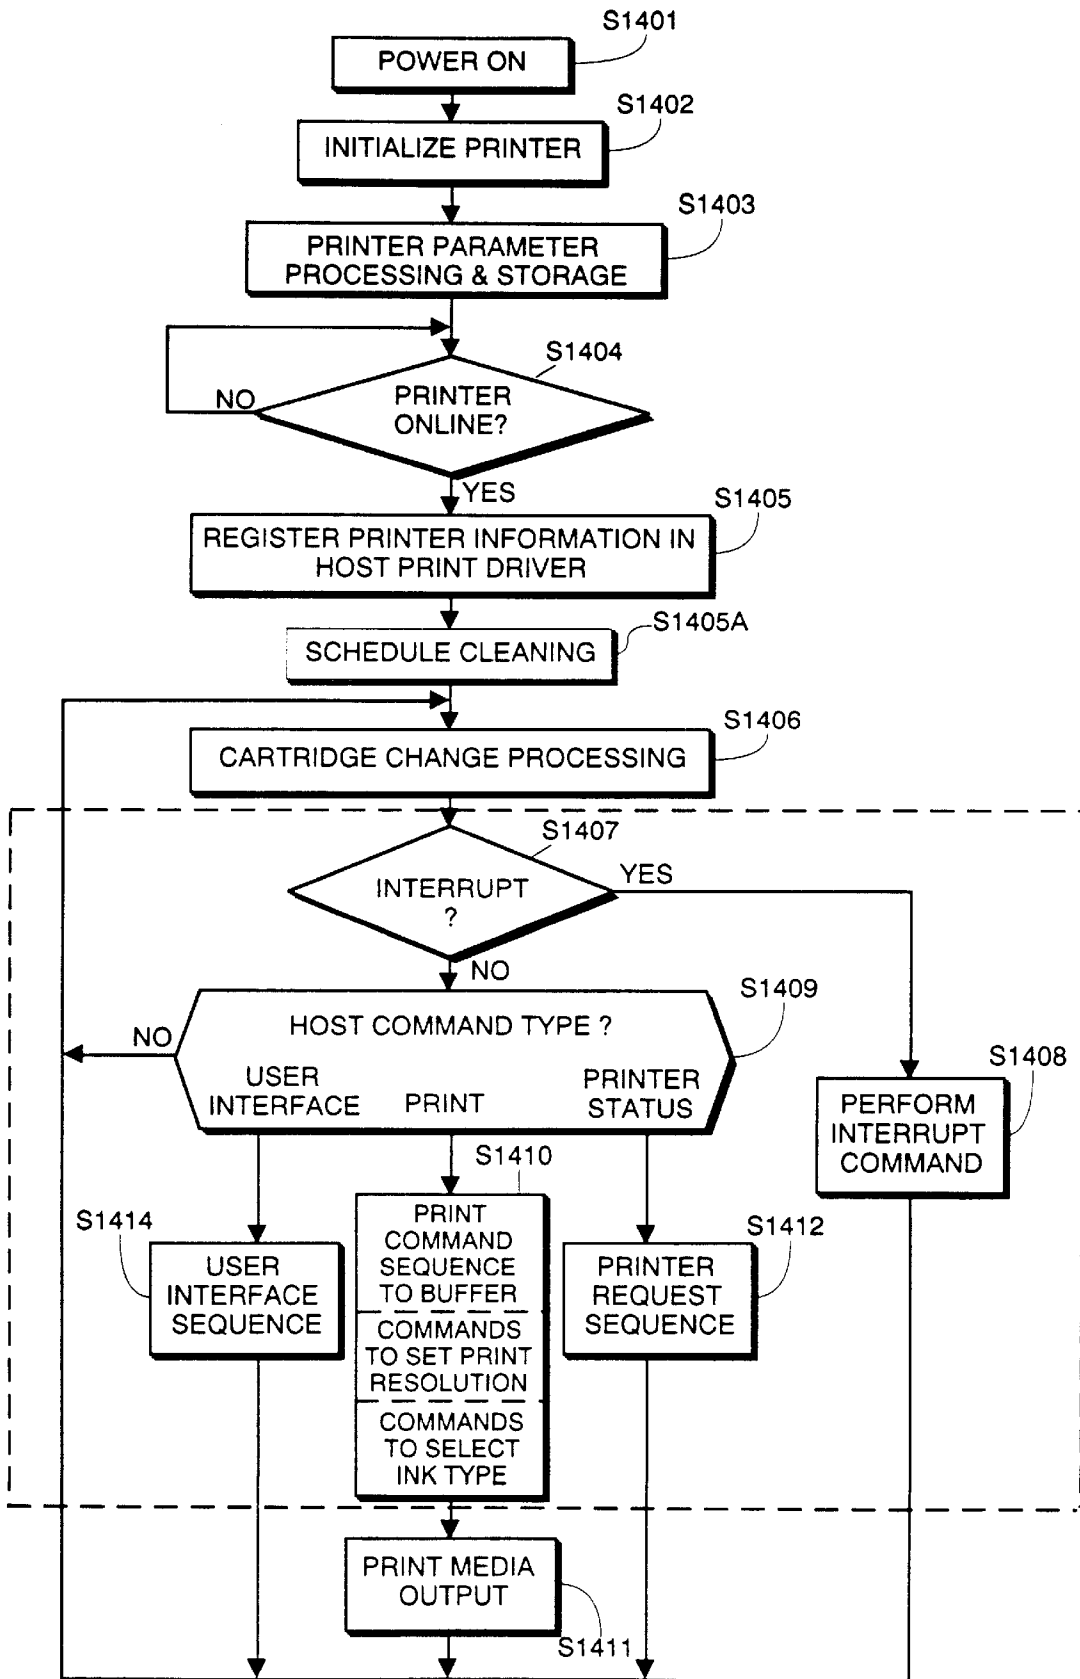 S1401
POWER ON
S1402
INITIALIZE PRINTER
S1403
PRINTER PARAMETER
PROCESSING & STORAGE
S1404
PRINTER
ONLINE?
NO
YES
S1405
REGISTER PRINTER INFORMATION IN
HOST PRINT DRIVER
S1405A
SCHEDULE CLEANING
S1406
CARTRIDGE CHANGE PROCESSING
S1407
INTERRUPT
?
YES
NO
S1409
HOST COMMAND TYPE ?
NO
USER
INTERFACE
PRINT
PRINTER
STATUS
S1408
PERFORM
INTERRUPT
COMMAND
S1414
USER
INTERFACE
SEQUENCE
S1410
PRINT
COMMAND
SEQUENCE
TO BUFFER
COMMANDS
TO SET PRINT
RESOLUTION
COMMANDS
TO SELECT
INK TYPE
S1412
PRINTER
REQUEST
SEQUENCE
PRINT MEDIA
OUTPUT
S1411